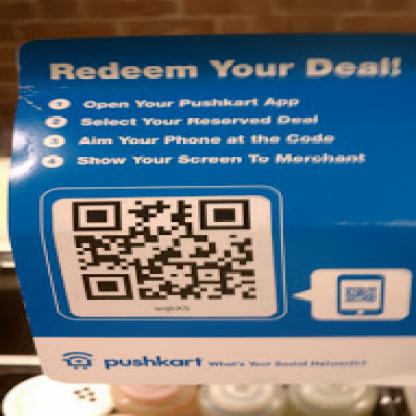 Redeem Your Deal!
1 Open Your Pushkart App
2 Select Your Reserved Deal
3 Aim Your Phone at the Code
4 Show Your Screen To Merchant
pushkart What's Your Social Networth?